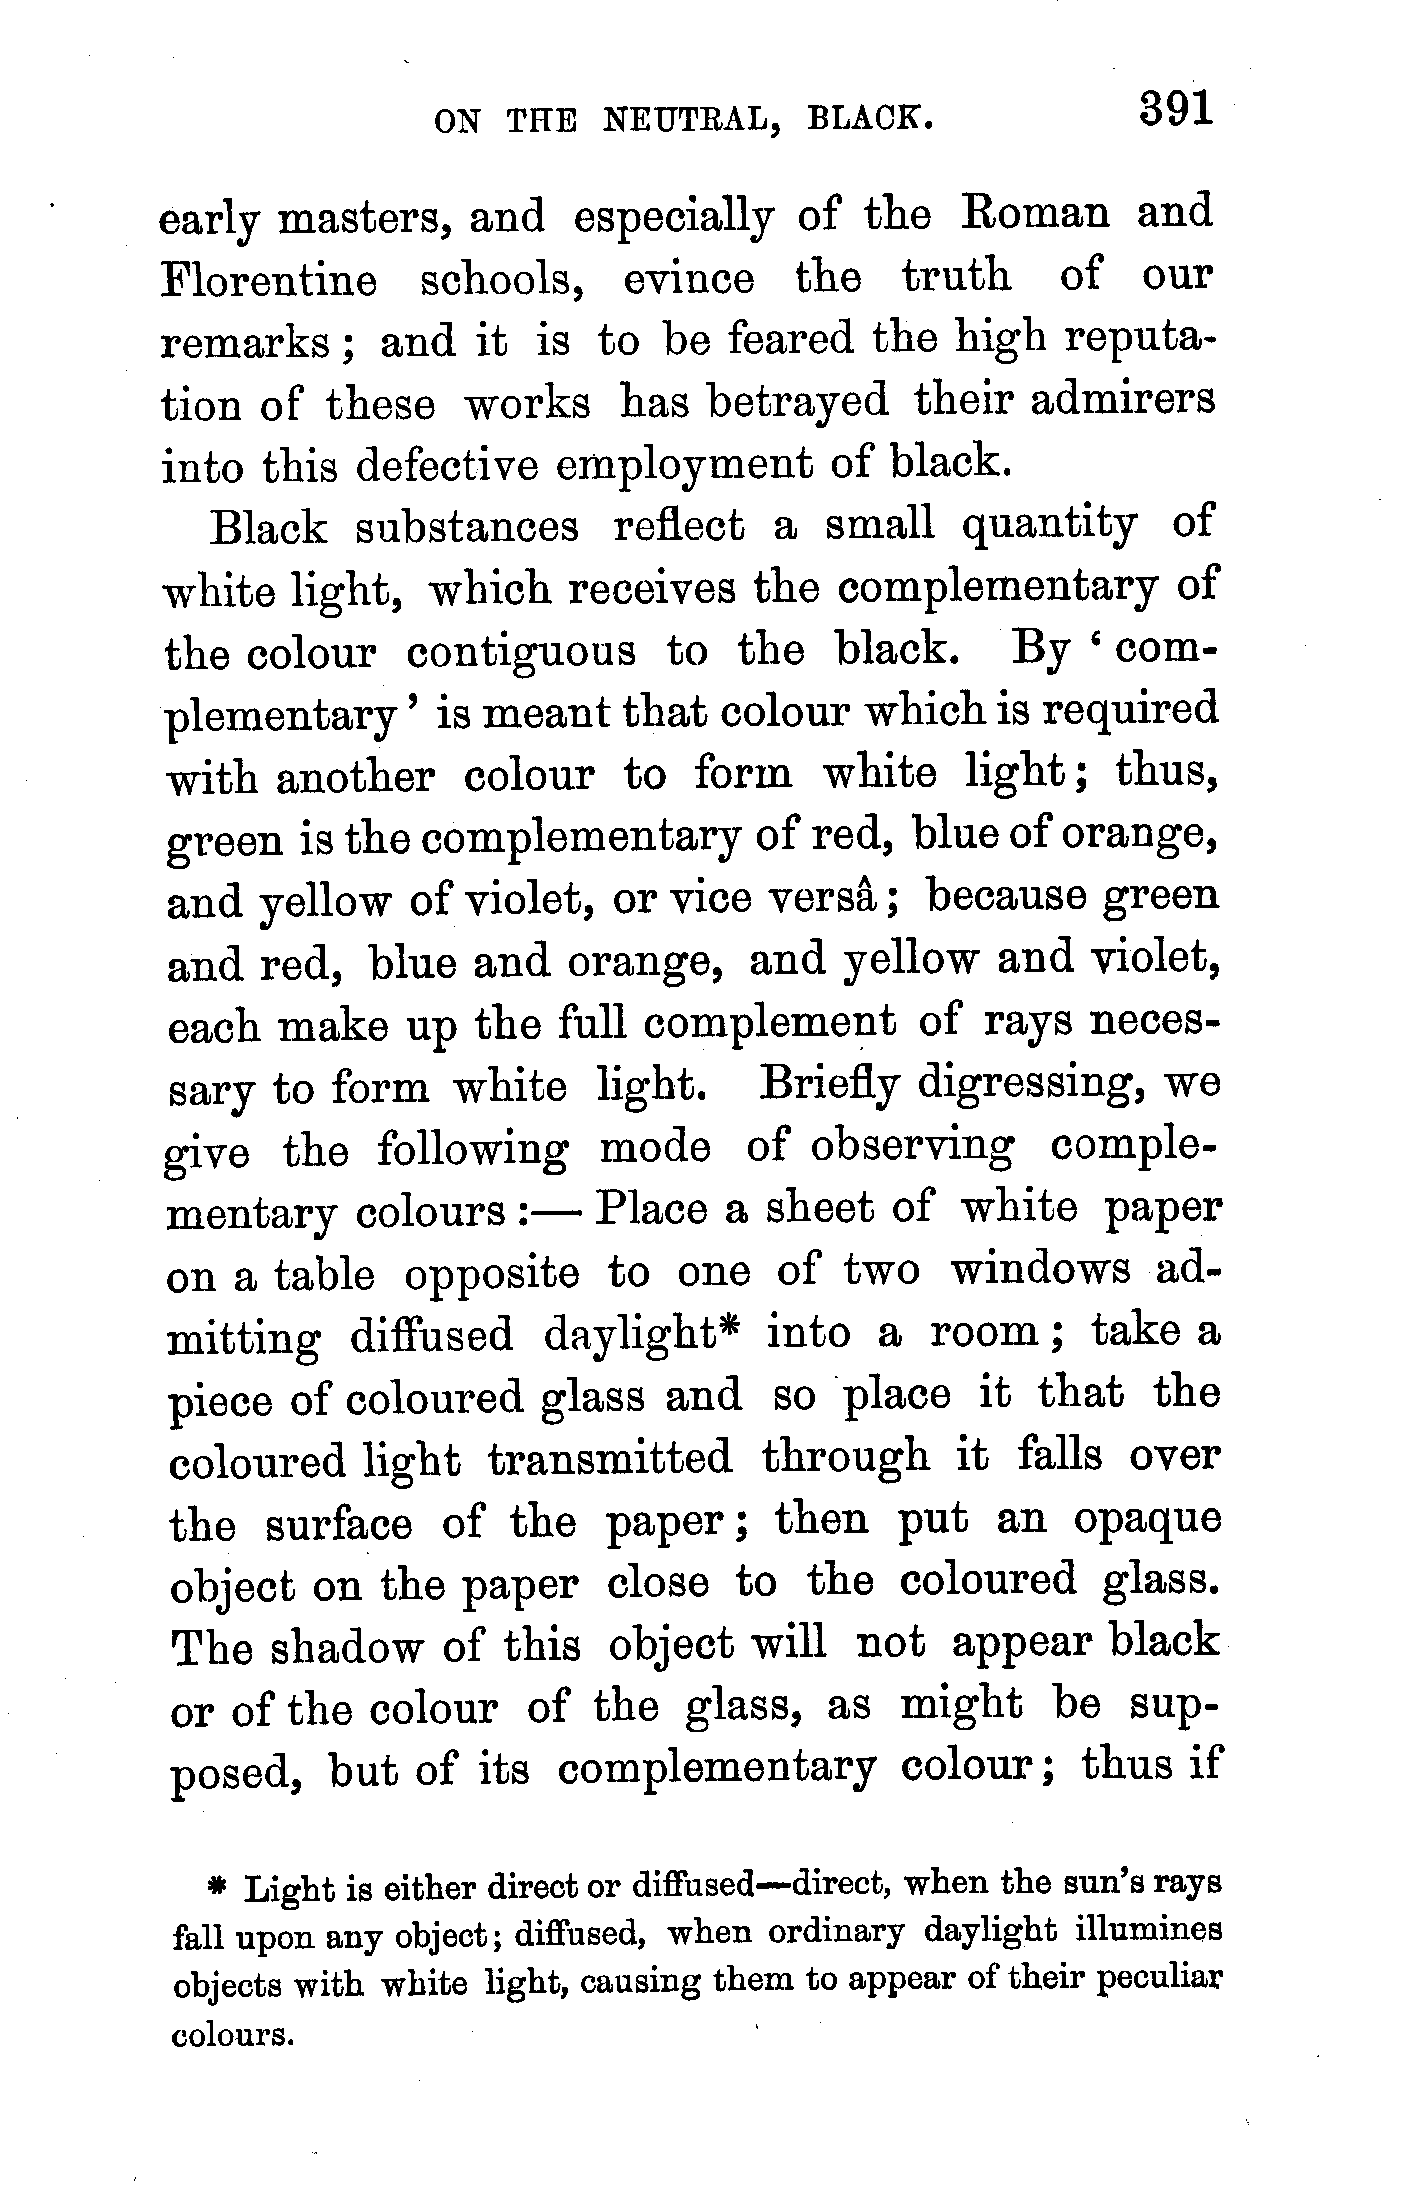 ON THE NEUTRAL, BLACK. 391
early masters, and especially of the Roman and
Florentine schools, evince the truth of our
remarks; and it is to be feared the high reputa-
tion of these works has betrayed their admirers
into this defective employment of black.
Black substances reflect a small quantity of
white light, which receives the complementary of
the colour contiguous to the black. By ‘com-
plementary’ is meant that colour which is required
with another colour to form white light; thus,
green is the complementary of red, blue of orange,
and yellow of violet, or vice versâ; because green
and red, blue and orange, and yellow and violet,
each make up the full complement of rays neces-
sary to form white light. Briefly digressing, we
give the following mode of observing comple-
mentary colours:— Place a sheet of white paper
on a table opposite to one of two windows ad-
mitting diffused daylight* into a room; take a
piece of coloured glass and so place it that the
coloured light transmitted through it falls over
the surface of the paper; then put an opaque
object on the paper close to the coloured glass.
The shadow of this object will not appear black
or of the colour of the glass, as might be sup-
posed, but of its complementary colour; thus if
* Light is either direct or diffused—direct, when the sun's rays
fall upon any object; diffused, when ordinary daylight illumines
objects with white light, causing them to appear of their peculiar
colours.